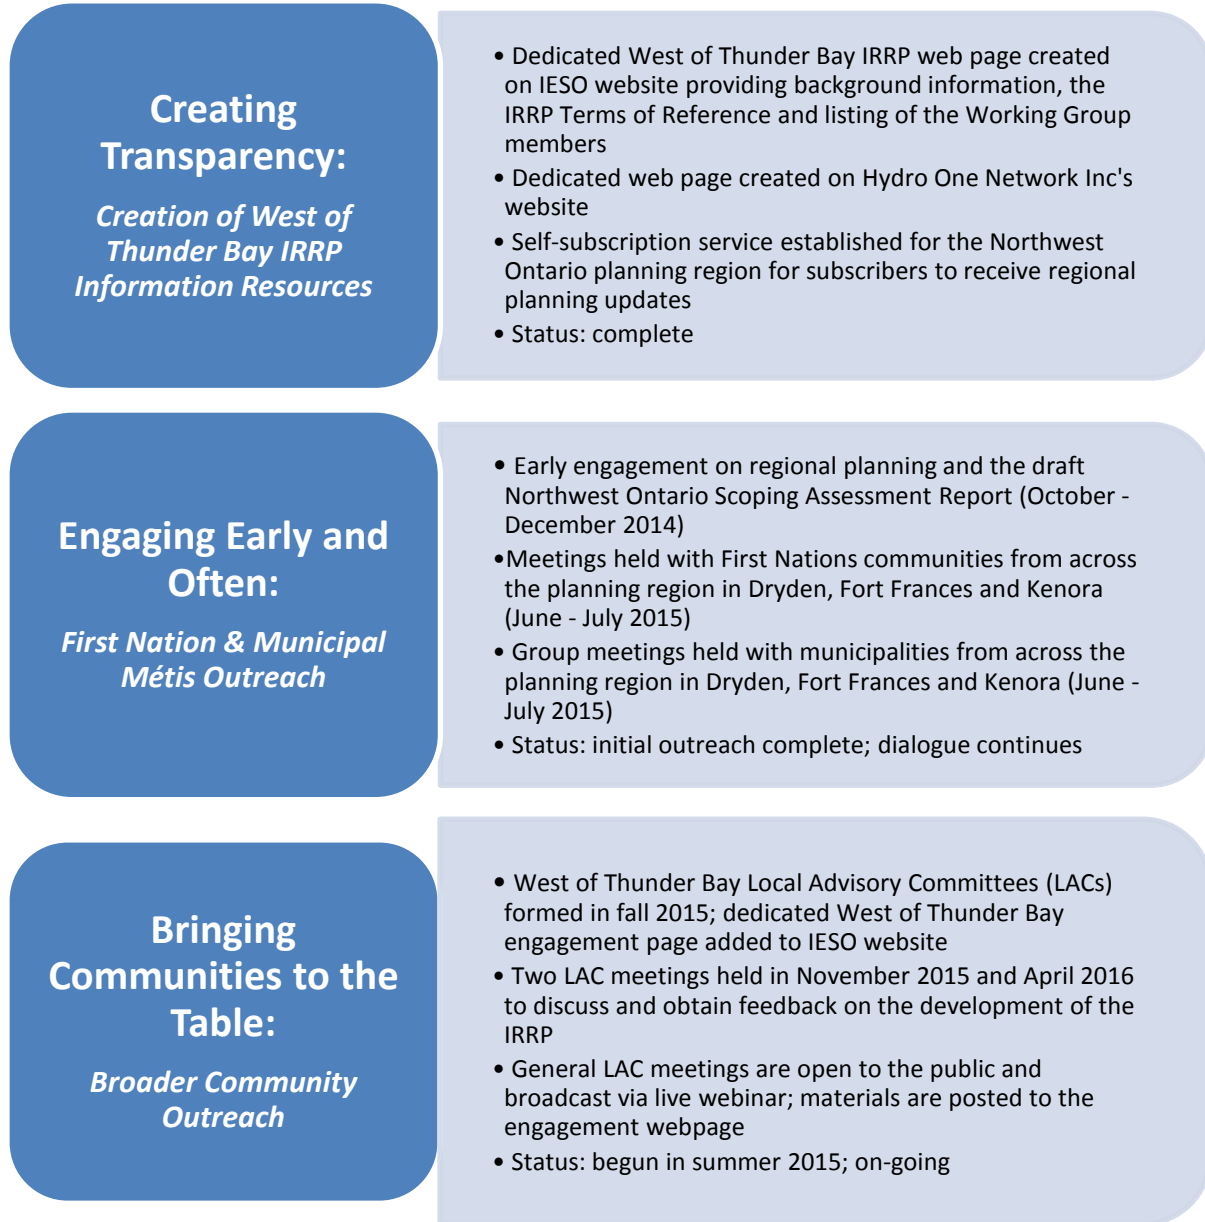 Creating
Transparency:
Creation of West of
Thunder Bay IRRP
Information Resources
• Dedicated West of Thunder Bay IRRP web page created
on IESO website providing background information, the
IRRP Terms of Reference and listing of the Working Group
members
• Dedicated web page created on Hydro One Network Inc's
website
• Self-subscription service established for the Northwest
Ontario planning region for subscribers to receive regional
planning updates
• Status: complete
Engaging Early and
Often:
First Nation & Municipal
Métis Outreach
• Early engagement on regional planning and the draft
Northwest Ontario Scoping Assessment Report (October -
December 2014)
•Meetings held with First Nations communities from across
the planning region in Dryden, Fort Frances and Kenora
(June - July 2015)
• Group meetings held with municipalities from across the
planning region in Dryden, Fort Frances and Kenora (June -
July 2015)
• Status: initial outreach complete; dialogue continues
Bringing
Communities to the
Table:
Broader Community
Outreach
• West of Thunder Bay Local Advisory Committees (LACs)
formed in fall 2015; dedicated West of Thunder Bay
engagement page added to IESO website
• Two LAC meetings held in November 2015 and April 2016
to discuss and obtain feedback on the development of the
IRRP
• General LAC meetings are open to the public and
broadcast via live webinar; materials are posted to the
engagement webpage
• Status: begun in summer 2015; on-going